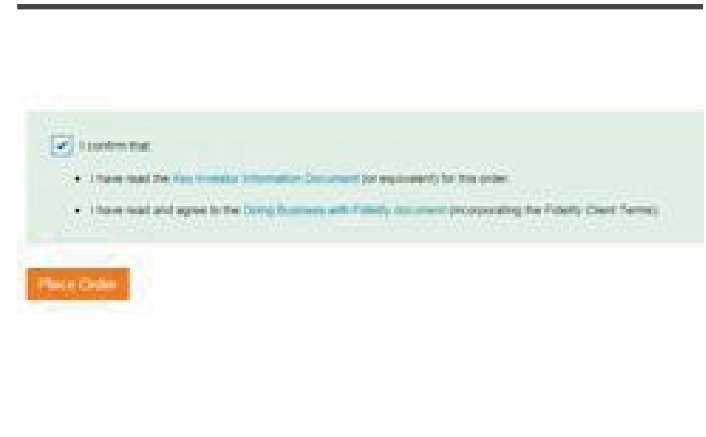 I confirm that
• I have read the Key Investor Information Document (or equivalent) for this order.
• I have read and agree to the Doing Business with Fidelity document (incorporating the Fidelity Client Terms).
Place Order